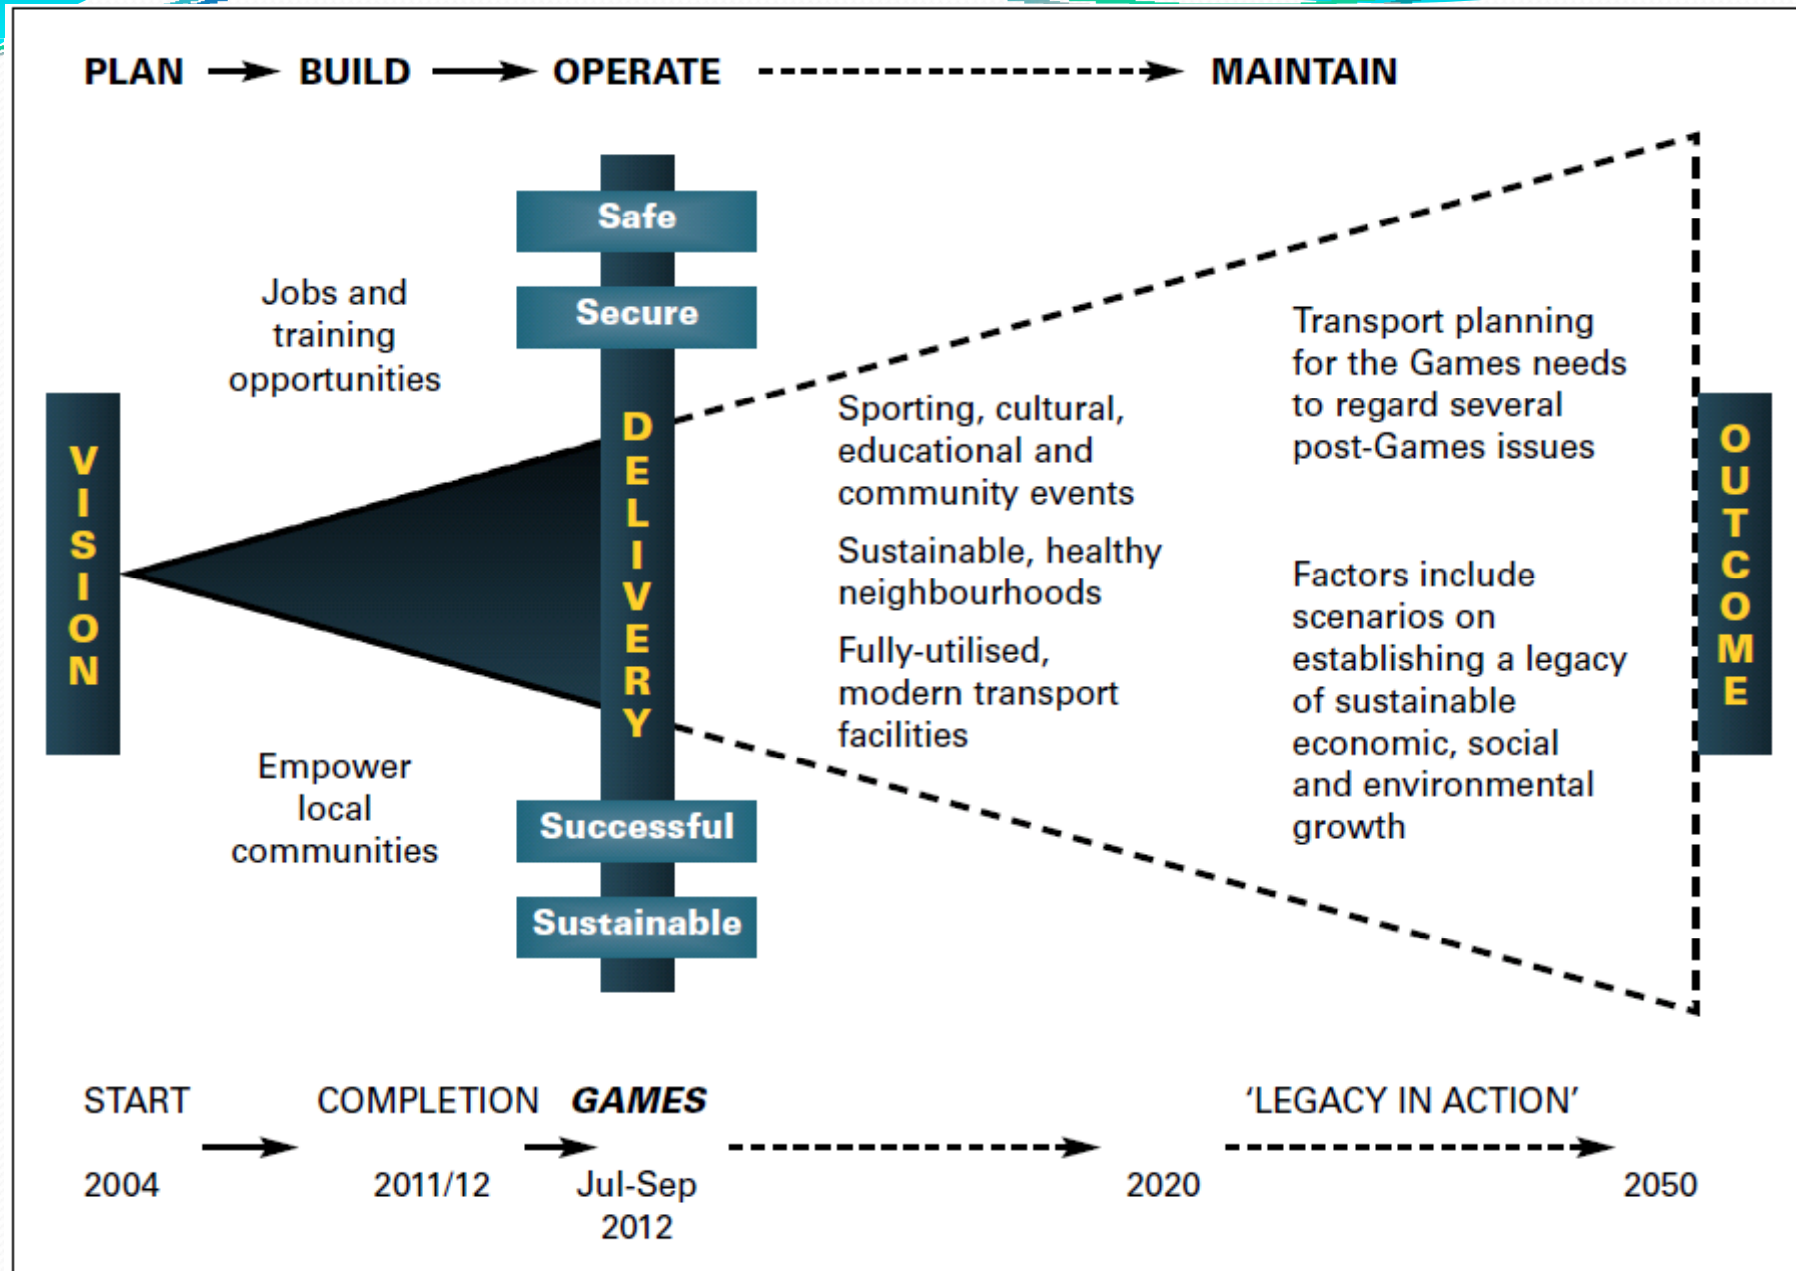 PLAN BUILD OPERATE MAINTAIN
Safe
Secure
Jobs and
training
opportunities
VISION
DELIVERY
Empower
local
communities
Successful
Sustainable
Sporting, cultural,
educational and
community events
Sustainable, healthy
neighbourhoods
Fully-utilised,
modern transport
facilities
Transport planning
for the Games needs
to regard several
post-Games issues
Factors include
scenarios on
establishing a legacy
of sustainable
economic, social
and environmental
growth
OUTCOME
START COMPLETION GAMES ‘LEGACY IN ACTION’
2004 2011/12 Jul-Sep 2020 2050
2012